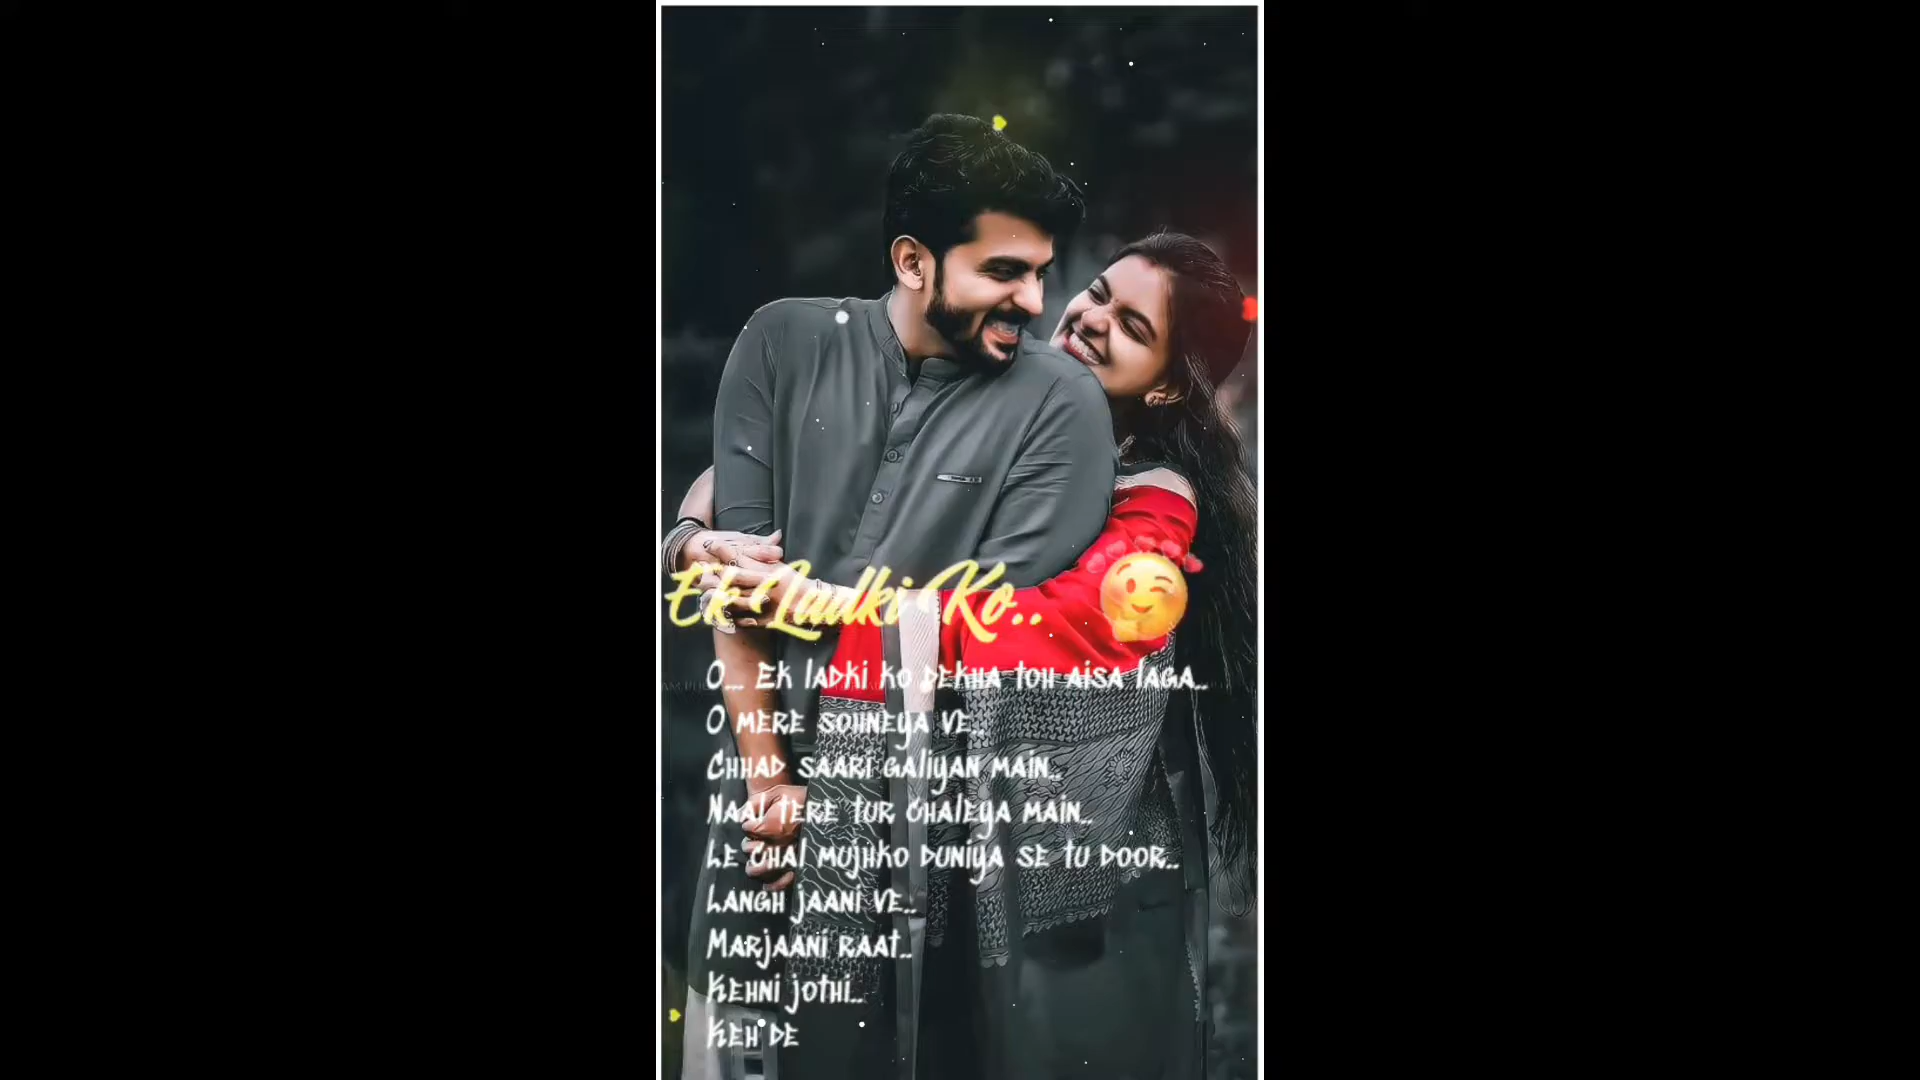 Ek Ladki Ko..
O... Ek ladki ko dekha toh aisa laga..
O mere sohneya ve..
Chhad saari galiyan main..
Naal tere tur chaleya main..
Le chal mujhko duniya se tu door..
Langh jaani ve..
Marjaani raat..
Kehni jothi..
Keh de